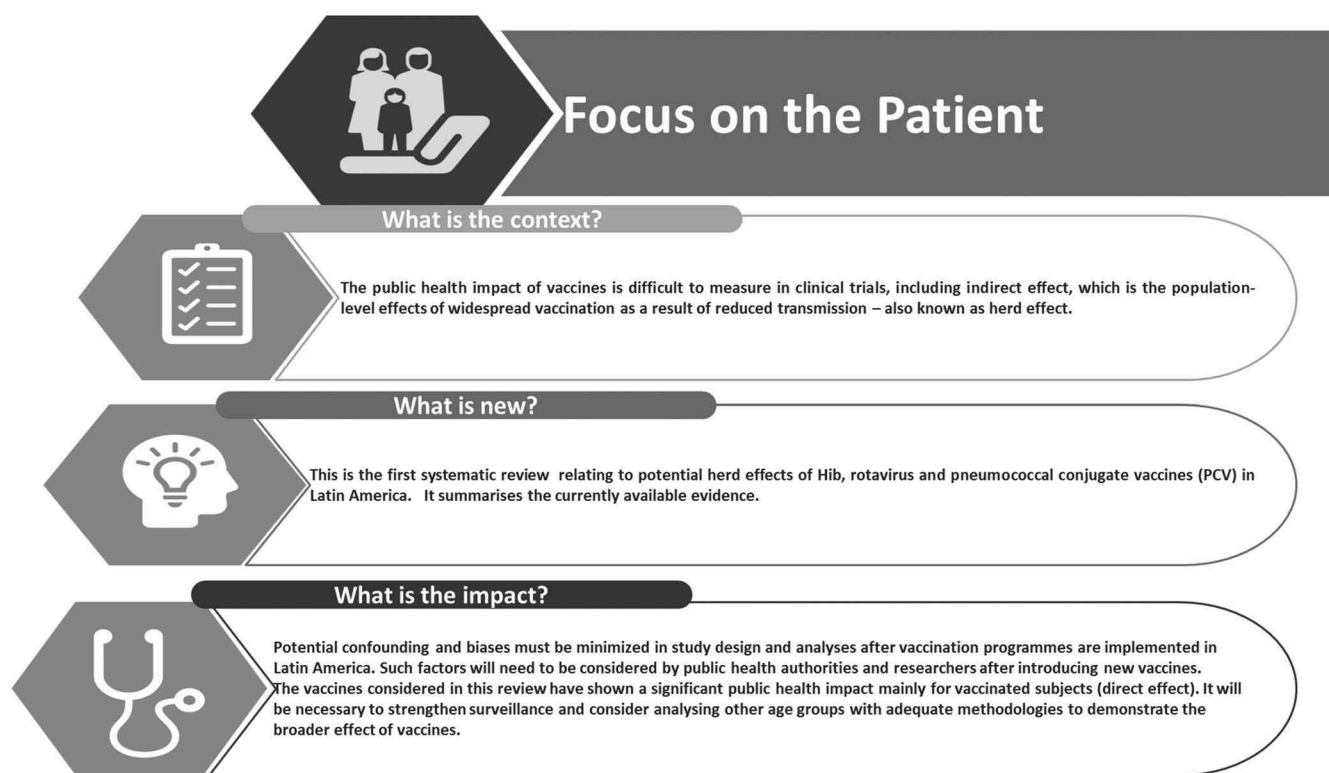 Focus on the Patient
What is the context?
The public health impact of vaccines is difficult to measure in clinical trials, including indirect effect, which is the population-
level effects of widespread vaccination as a result of reduced transmission – also known as herd effect.
What is new?
This is the first systematic review relating to potential herd effects of Hib, rotavirus and pneumococcal conjugate vaccines (PCV) in
Latin America. It summarises the currently available evidence.
What is the impact?
Potential confounding and biases must be minimized in study design and analyses after vaccination programmes are implemented in
Latin America. Such factors will need to be considered by public health authorities and researchers after introducing new vaccines.
The vaccines considered in this review have shown a significant public health impact mainly for vaccinated subjects (direct effect). It will
be necessary to strengthen surveillance and consider analysing other age groups with adequate methodologies to demonstrate the
broader effect of vaccines.